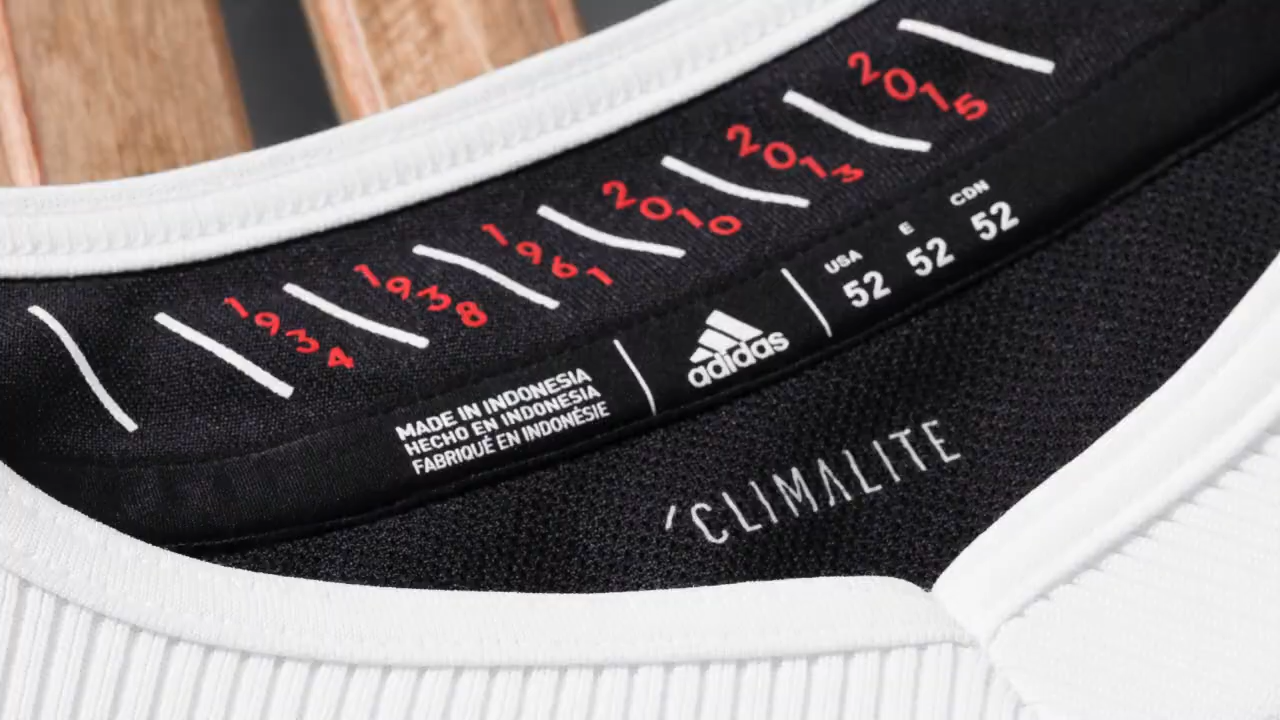 1934 1938 1961 2010 2013 2015
MADE IN INDONESIA
HECHO EN INDONESIA
FABRIQUÉ EN INDONÉSIE
adidas
USA E CDN
52 52 52
´CLIMALITE